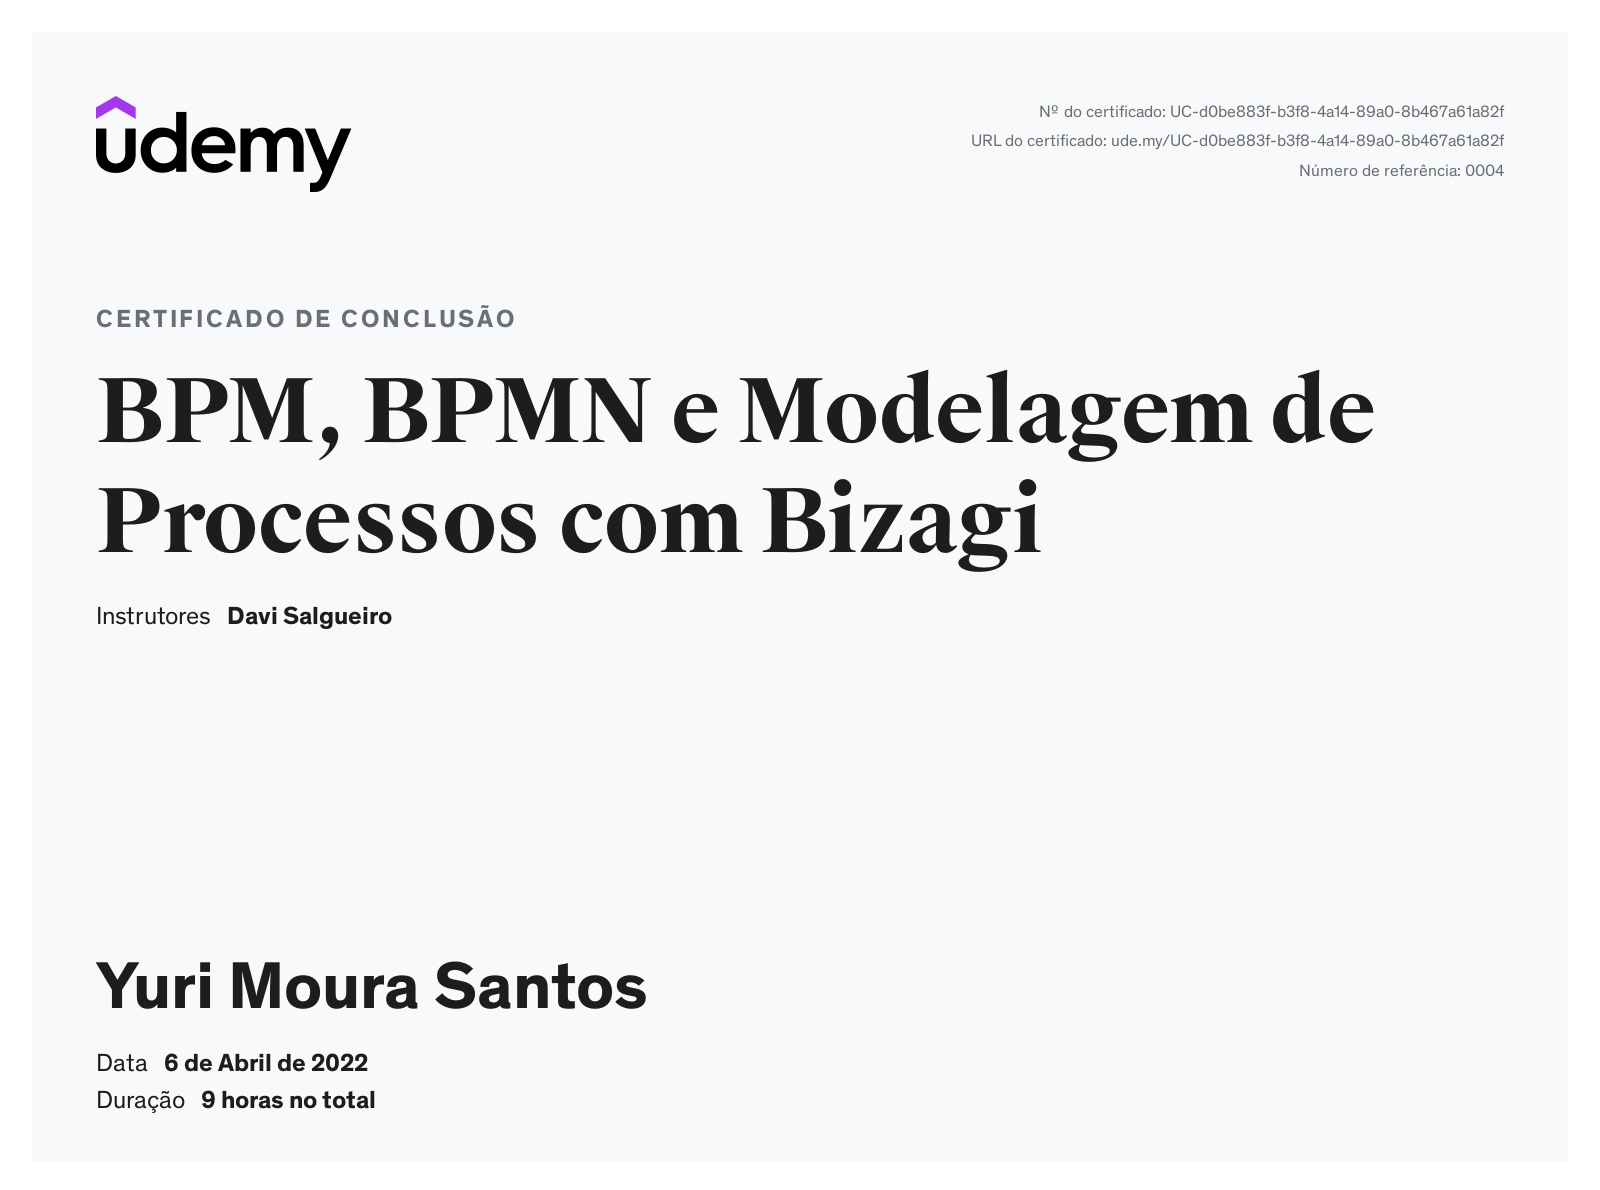 udemy
Nº do certificado: UC-d0be883f-b3f8-4a14-89a0-8b467a61a82f
URL do certificado: ude.my/UC-d0be883f-b3f8-4a14-89a0-8b467a61a82f
Número de referência: 0004
CERTIFICADO DE CONCLUSÃO
BPM, BPMN e Modelagem de
Processos com Bizagi
Instrutores Davi Salgueiro
Yuri Moura Santos
Data 6 de Abril de 2022
Duração 9 horas no total